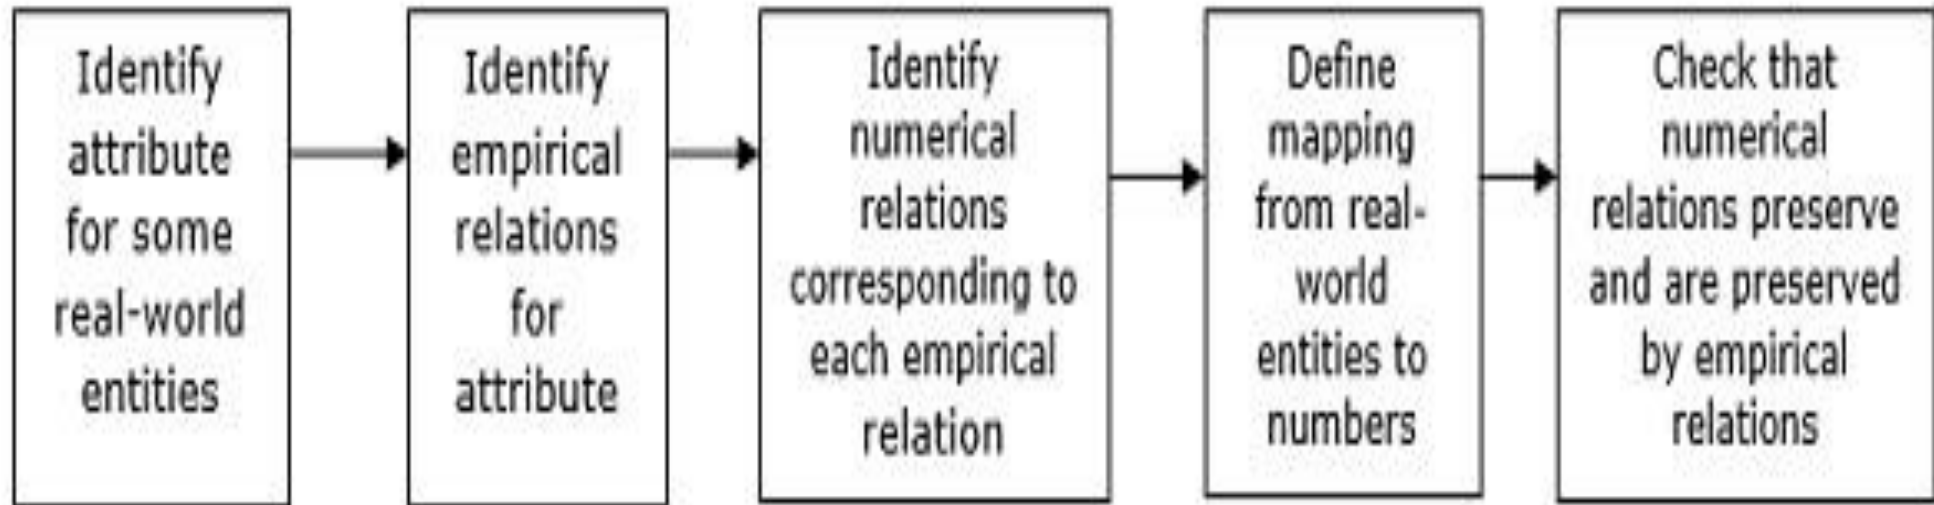 Identify
attribute
for some
real-world
entities
Identify
empirical
relations
for
attribute
Identify
numerical
relations
corresponding to
each empirical
relation
Define
mapping
from real-
world
entities to
numbers
Check that
numerical
relations preserve
and are preserved
by empirical
relations